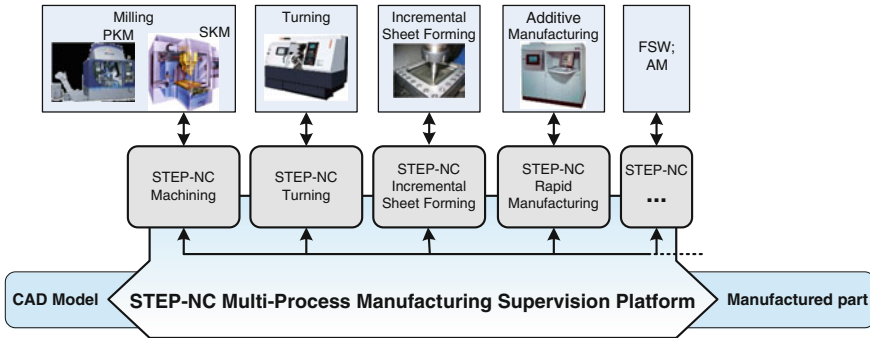 Milling
PKM
SKM
Turning
Incremental
Sheet Forming
Additive
Manufacturing
FSW;
AM
STEP-NC
Machining
STEP-NC
Turning
STEP-NC
Incremental
Sheet Forming
STEP-NC
Rapid
Manufacturing
STEP-NC
...
CAD Model
STEP-NC Multi-Process Manufacturing Supervision Platform
Manufactured part